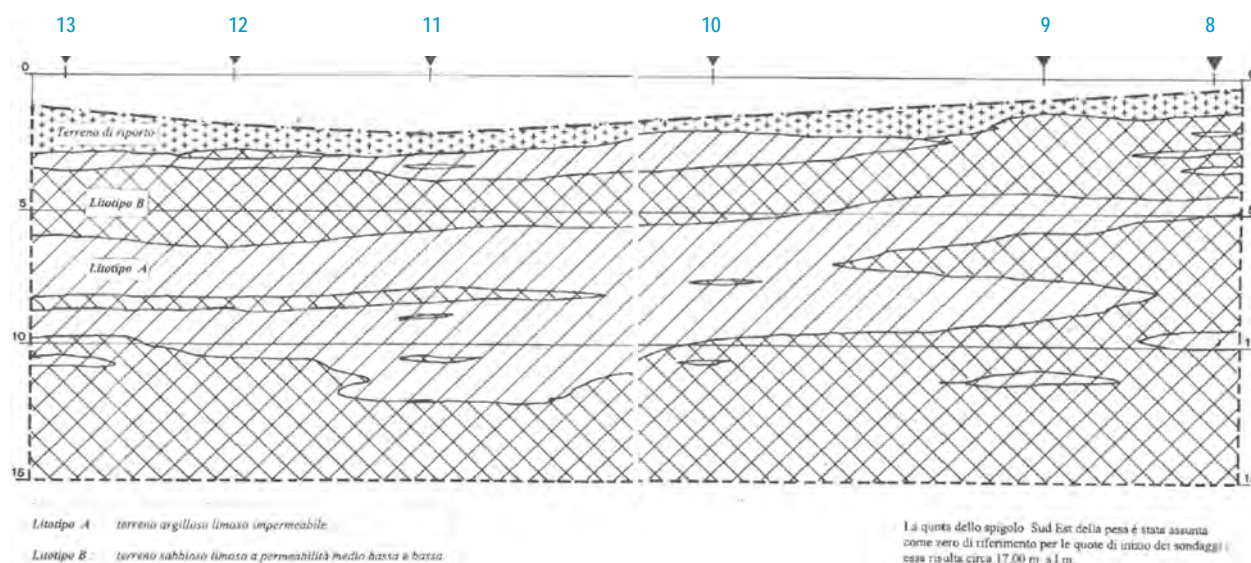 13 12 11 10 9 8
0
Terreno di riporto
Litotipo B
5
Litotipo A
10
15
Litotipo A : terreno argilloso limoso impermeabile
Litotipo B : terreno sabbioso limoso a permeabilità medio bassa e bassa
La quota dello spigolo Sud Est della pesa è stata assunta
come zero di riferimento per le quote di inizio dei sondaggi
essa risulta circa 17.00 m s.l.m.